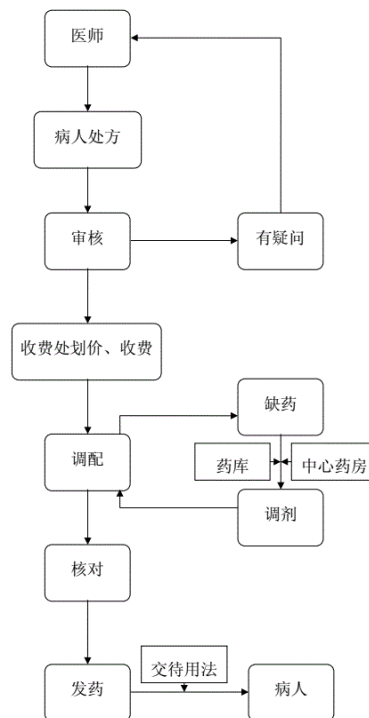 医师
病人处方
审核
有疑问
收费处划价、收费
缺药
调配
药库
中心药房
调剂
核对
交待用法
发药
病人